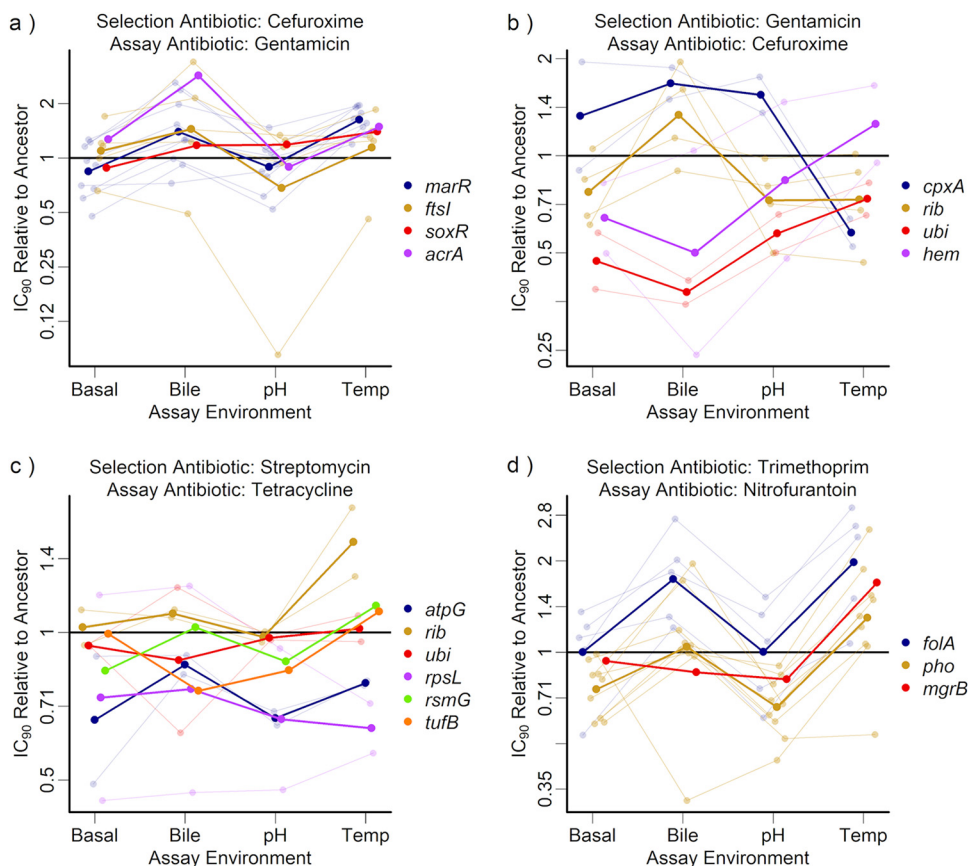 a )
Selection Antibiotic: Cefuroxime
Assay Antibiotic: Gentamicin
IC90 Relative to Ancestor
2
1
0.5
0.25
0.12
marR
ftsI
soxR
acrA
Basal Bile pH Temp
Assay Environment
b )
Selection Antibiotic: Gentamicin
Assay Antibiotic: Cefuroxime
IC90 Relative to Ancestor
2
1.4
1
0.71
0.5
0.25
cpxA
rib
ubi
hem
Basal Bile pH Temp
Assay Environment
c )
Selection Antibiotic: Streptomycin
Assay Antibiotic: Tetracycline
IC90 Relative to Ancestor
1.4
1
0.71
0.5
atpG
rib
ubi
rpsL
rsmG
tufB
Basal Bile pH Temp
Assay Environment
d )
Selection Antibiotic: Trimethoprim
Assay Antibiotic: Nitrofurantoin
IC90 Relative to Ancestor
2.8
2
1.4
1
0.71
0.35
folA
pho
mgrB
Basal Bile pH Temp
Assay Environment